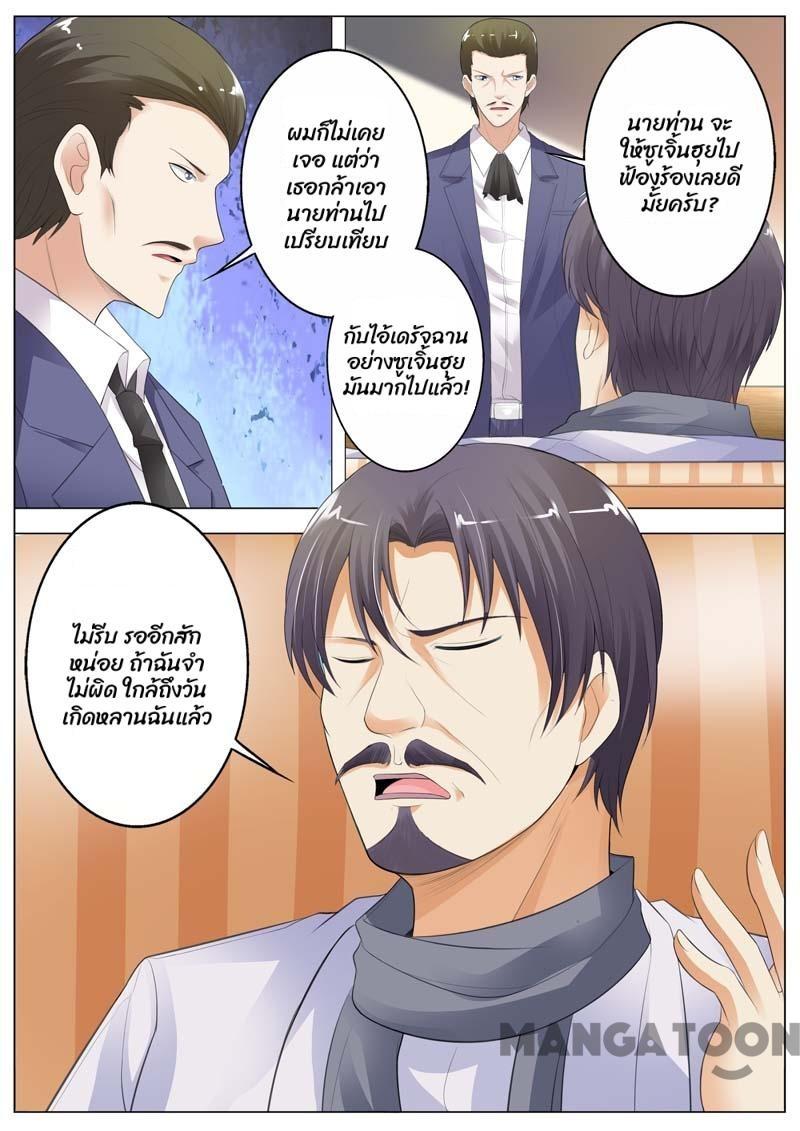 ผมก็ไม่เคย
เจอ แต่ว่า
เธอกล้าเอา
นายท่านไป
เปรียบเทียบ
กับไอ้เดรัจฉาน
อย่างซูเจิ้นฮุย
มันมากไปแล้ว!
นายท่าน จะ
ให้ซูเจิ้นฮุยไป
ฟ้องร้องเลยดี
มั้ยครับ?
ไม่รีบ รออีกสัก
หน่อย ถ้าฉันจำ
ไม่ผิด ใกล้ถึงวัน
เกิดหลานฉันแล้ว
MANGATOON